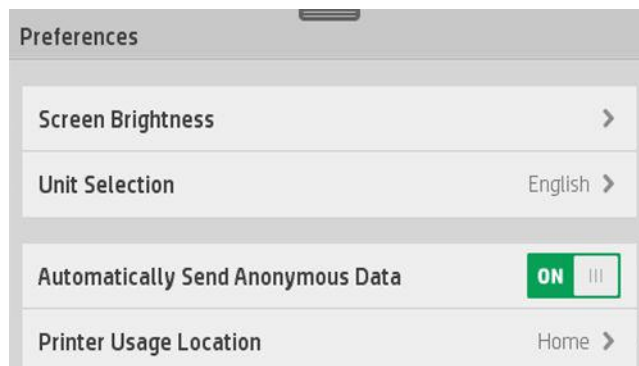 Preferences
Screen Brightness
Unit Selection English
Automatically Send Anonymous Data ON
Printer Usage Location Home